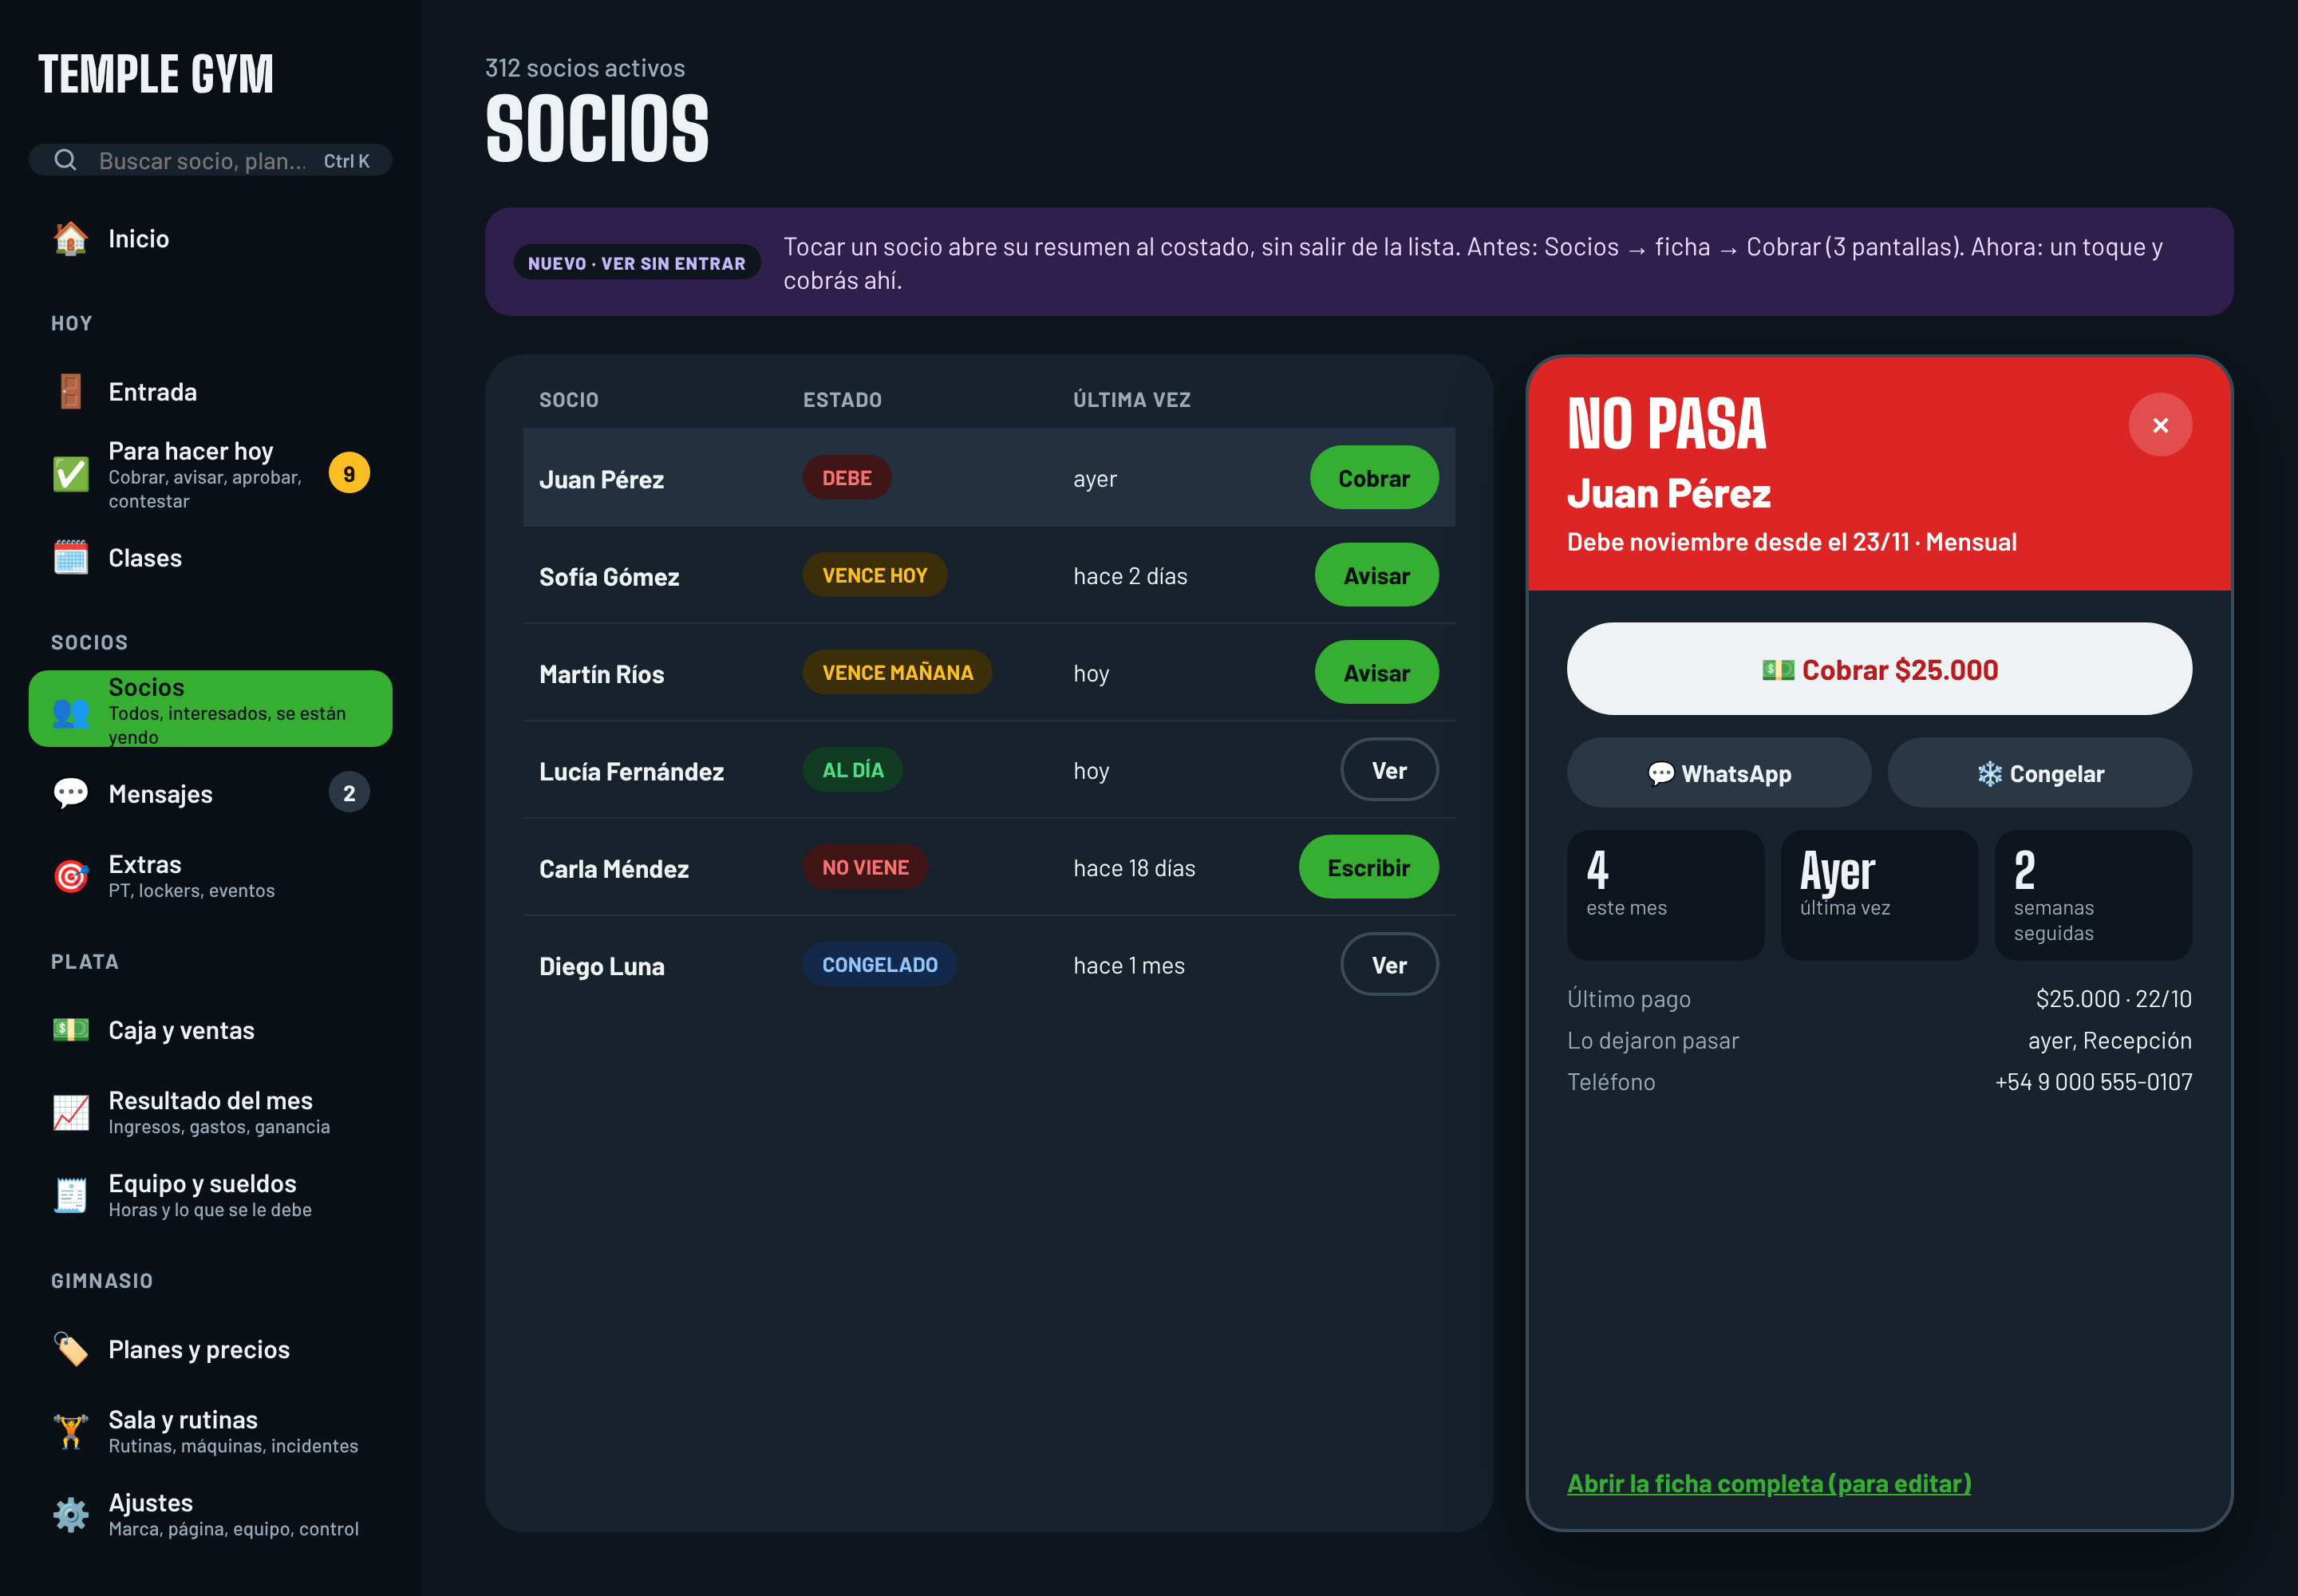 TEMPLE GYM
Buscar socio, plan... Ctrl K
Inicio
HOY
Entrada
Para hacer hoy
Cobrar, avisar, aprobar,
contestar
9
Clases
SOCIOS
Socios
Todos, interesados, se están
yendo
Mensajes 2
Extras
PT, lockers, eventos
PLATA
Caja y ventas
Resultado del mes
Ingresos, gastos, ganancia
Equipo y sueldos
Horas y lo que se le debe
GIMNASIO
Planes y precios
Sala y rutinas
Rutinas, máquinas, incidentes
Ajustes
Marca, página, equipo, control
312 socios activos
SOCIOS
NUEVO · VER SIN ENTRAR
Tocar un socio abre su resumen al costado, sin salir de la lista. Antes: Socios → ficha → Cobrar (3 pantallas). Ahora: un toque y
cobrás ahí.
SOCIO ESTADO ÚLTIMA VEZ
Juan Pérez DEBE ayer Cobrar
Sofía Gómez VENCE HOY hace 2 días Avisar
Martín Ríos VENCE MAÑANA hoy Avisar
Lucía Fernández AL DÍA hoy Ver
Carla Méndez NO VIENE hace 18 días Escribir
Diego Luna CONGELADO hace 1 mes Ver
NO PASA
×
Juan Pérez
Debe noviembre desde el 23/11 · Mensual
Cobrar $25.000
WhatsApp Congelar
4 Ayer 2
este mes última vez semanas
seguidas
Último pago $25.000 · 22/10
Lo dejaron pasar ayer, Recepción
Teléfono +54 9 000 555-0107
Abrir la ficha completa (para editar)